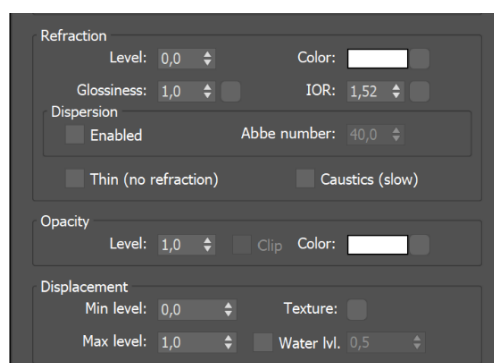 Refraction
Level: 0,0 Color:
Glossiness: 1,0 IOR: 1,52
Dispersion
Enabled Abbe number: 40,0
Thin (no refraction) Caustics (slow)
Opacity
Level: 1,0 Clip Color:
Displacement
Min level: 0,0 Texture:
Max level: 1,0 Water lvl. 0,5